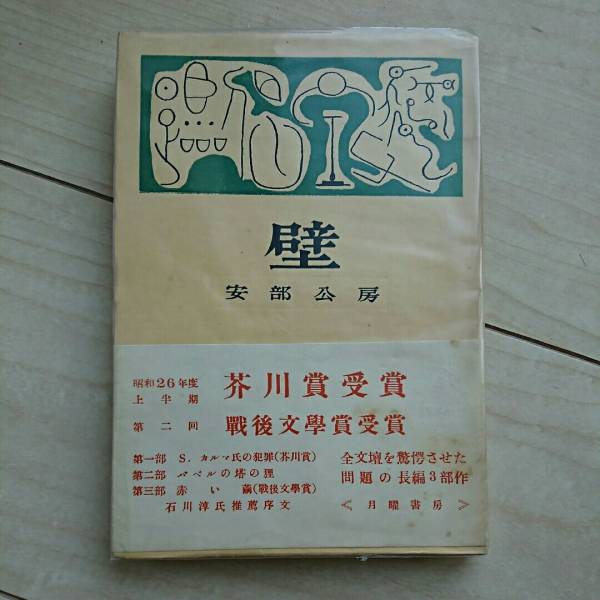 壁
安部公房
昭和26年度
上半期
芥川賞受賞
第二回
戰後文學賞受賞
第一部 S. カルマ氏の犯罪(芥川賞)
第二部 バベルの塔の狸
第三部 赤い繭(戰後文學賞)
石川淳氏推薦序文
全文壇を驚愕させた
問題の長編3部作
《月曜書房》